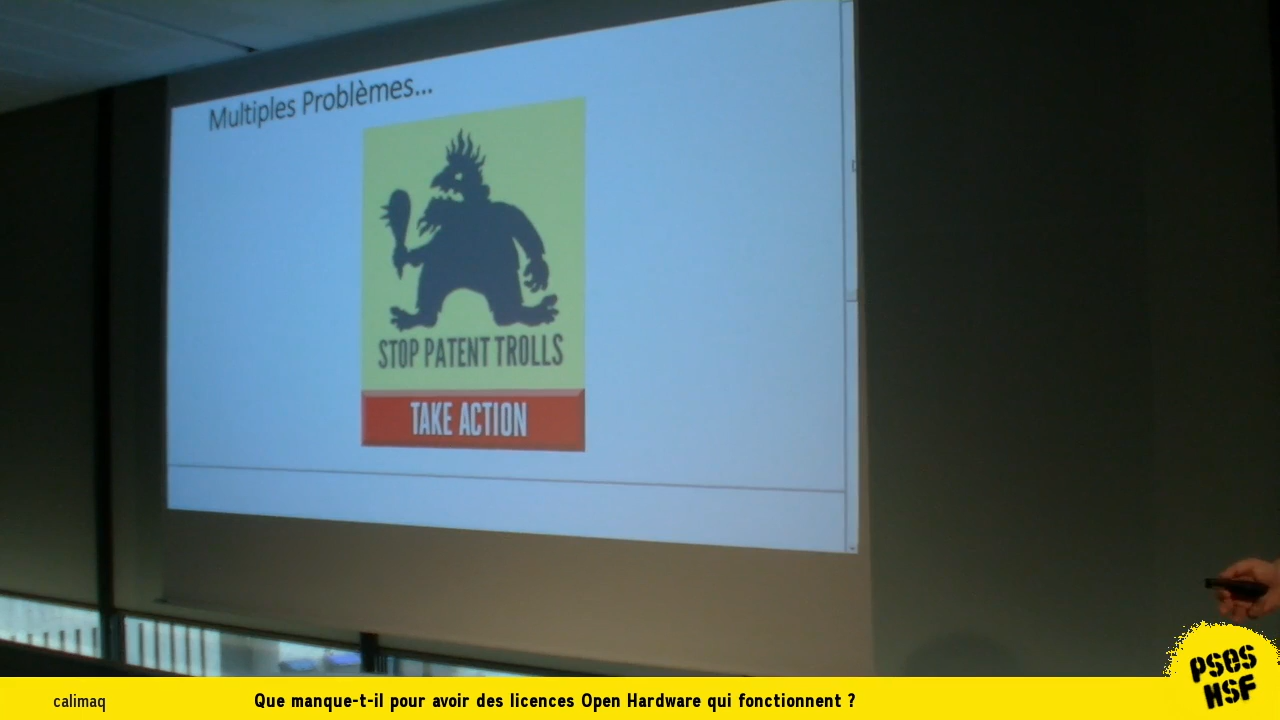 Multiples Problèmes...
STOP PATENT TROLLS
TAKE ACTION
calimaq
Que manque-t-il pour avoir des licences Open Hardware qui fonctionnent ?
PSES
HSF